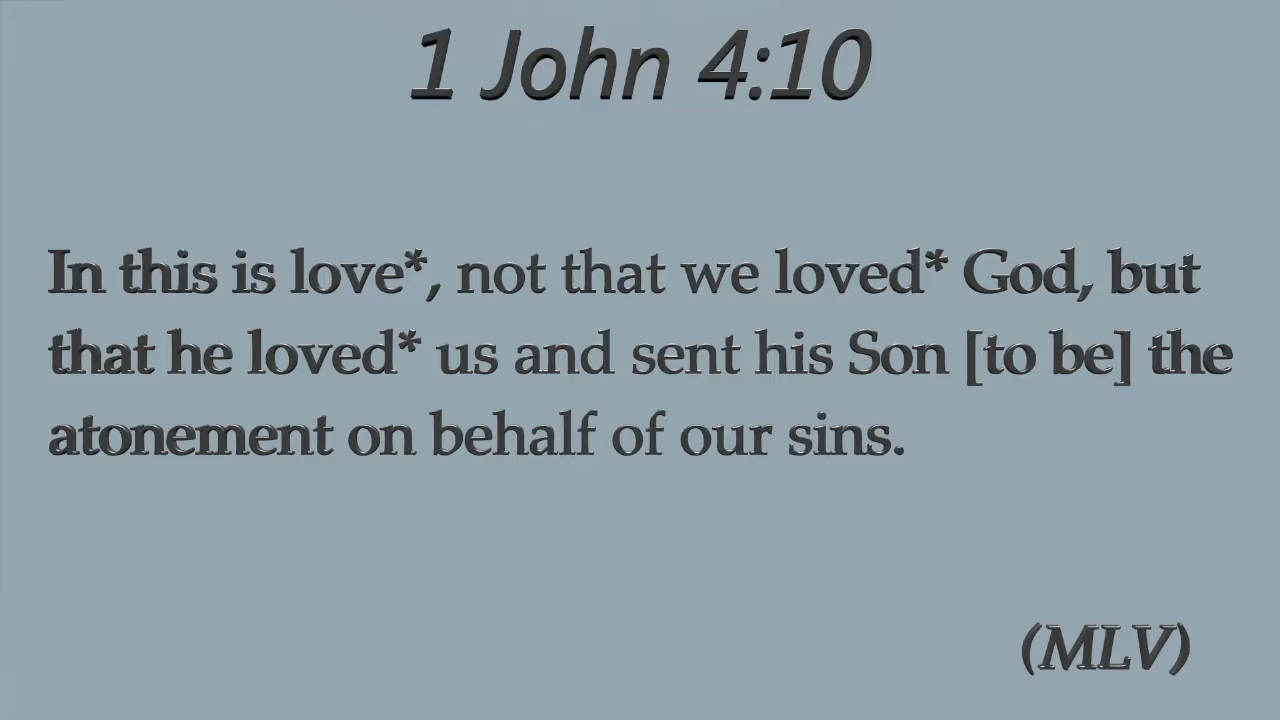 1 John 4:10
In this is love*, not that we loved* God, but
that he loved* us and sent his Son [to be] the
atonement on behalf of our sins.
(MLV)